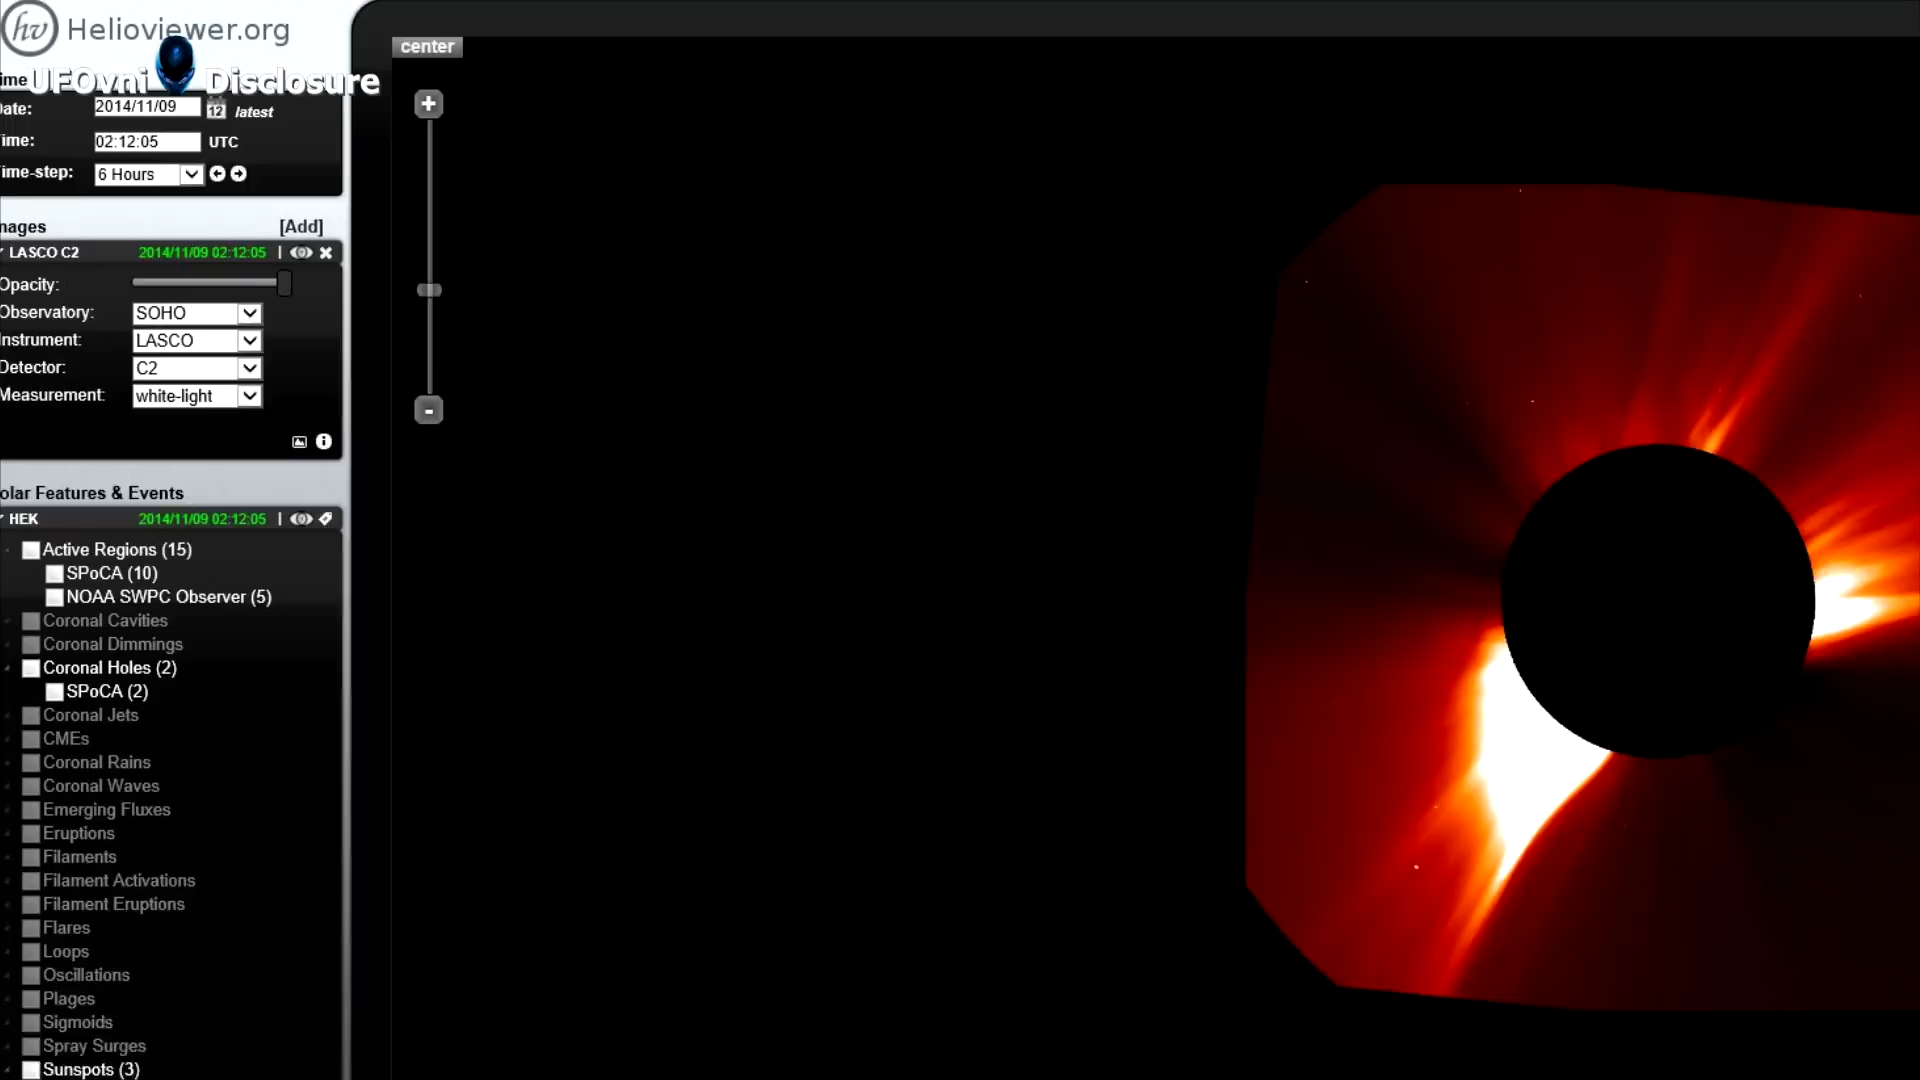 hv Helioviewer.org
ime
UFOvni Disclosure
ate: 2014/11/09 12 latest
ime: 02:12:05 UTC
ime-step: 6 Hours
mages [Add]
LASCO C2 2014/11/09 02:12:05 |
Opacity:
Observatory: SOHO
Instrument: LASCO
Detector: C2
Measurement: white-light
olar Features & Events
HEK 2014/11/09 02:12:05 |
Active Regions (15)
SPoCA (10)
NOAA SWPC Observer (5)
Coronal Cavities
Coronal Dimmings
Coronal Holes (2)
SPoCA (2)
Coronal Jets
CMEs
Coronal Rains
Coronal Waves
Emerging Fluxes
Eruptions
Filaments
Filament Activations
Filament Eruptions
Flares
Loops
Oscillations
Plages
Sigmoids
Spray Surges
Sunspots (3)
center
+
-